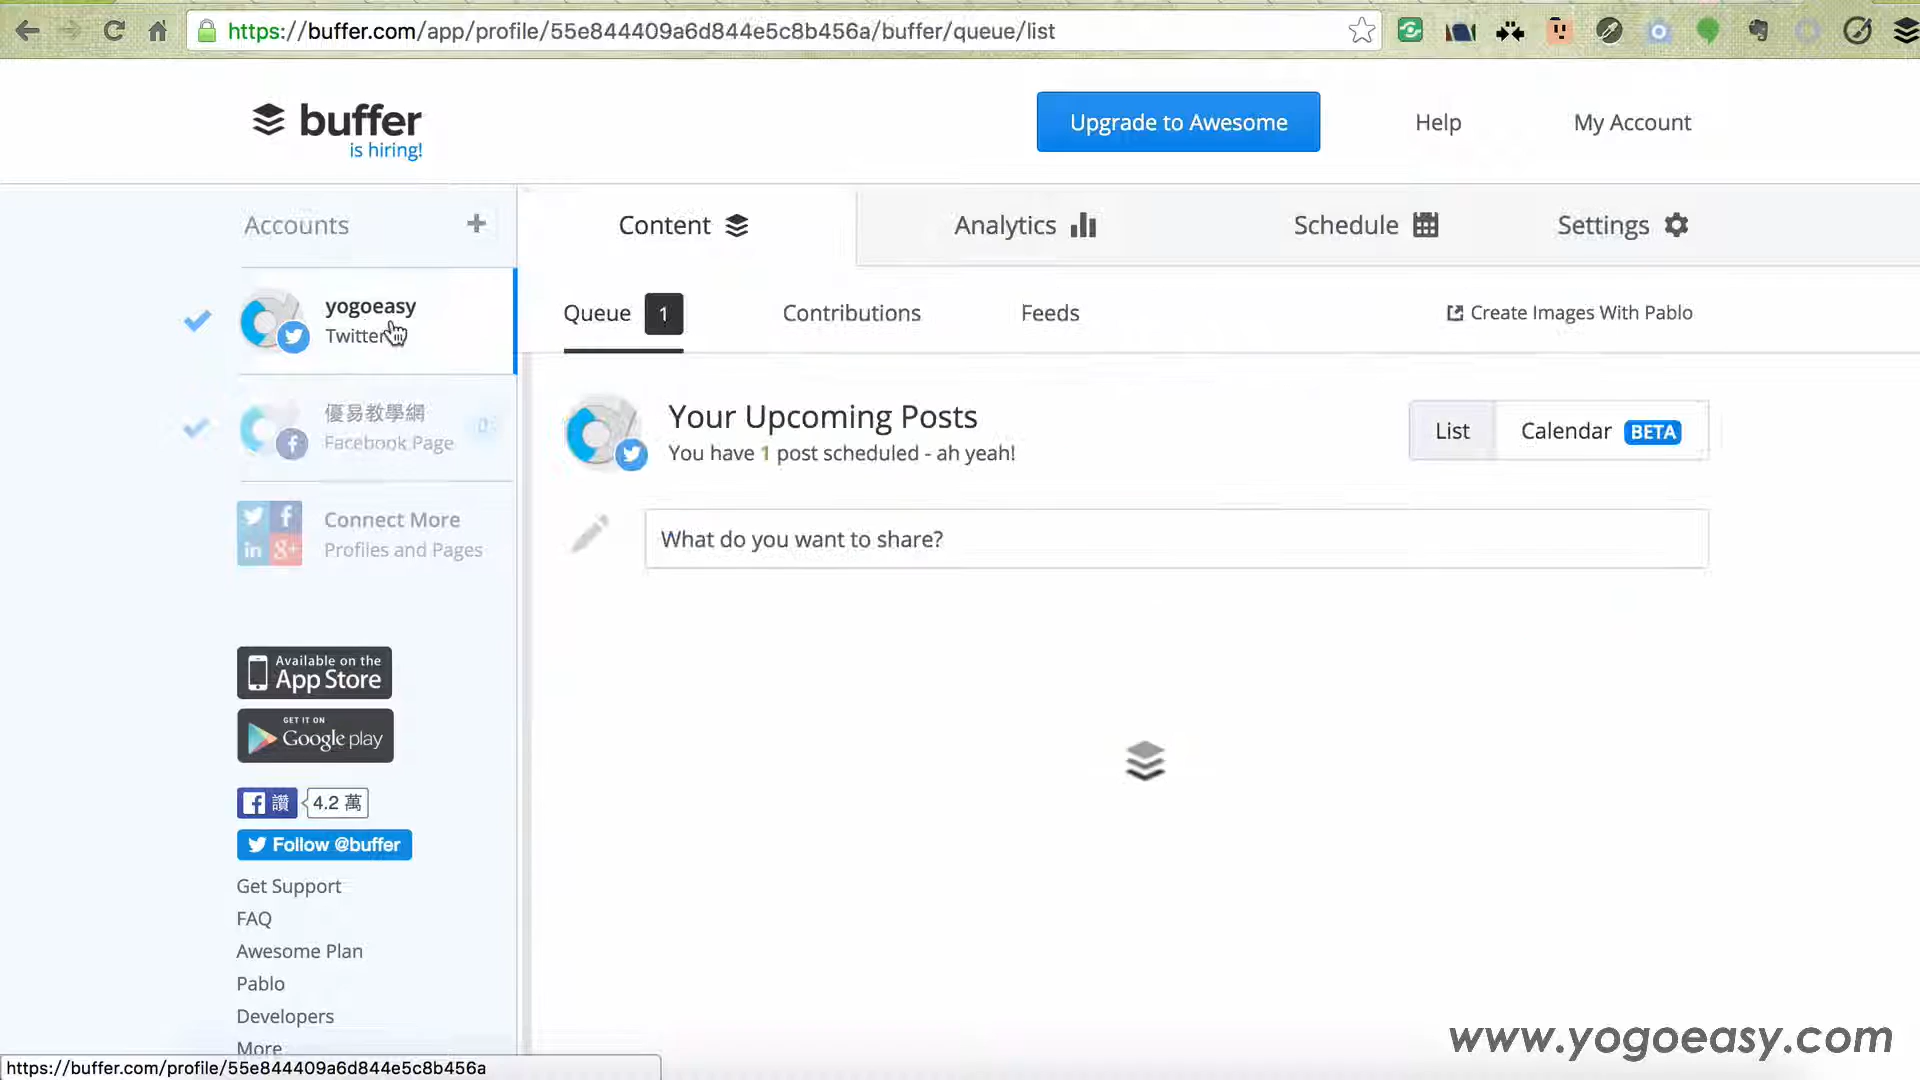 https://buffer.com/app/profile/55e844409a6d844e5c8b456a/buffer/queue/list
buffer
is hiring!
Upgrade to Awesome
Help
My Account
Accounts
+
Content
Analytics
Schedule
Settings
yogoeasy
Twitter
優易教學網
Facebook Page
0
Connect More
Profiles and Pages
Queue 1
Contributions
Feeds
Create Images With Pablo
Your Upcoming Posts
You have 1 post scheduled - ah yeah!
List
Calendar BETA
What do you want to share?
Available on the
App Store
GET IT ON
Google play
讚 4.2 萬
Follow @buffer
Get Support
FAQ
Awesome Plan
Pablo
Developers
More
https://buffer.com/profile/55e844409a6d844e5c8b456a
www.yogoeasy.com